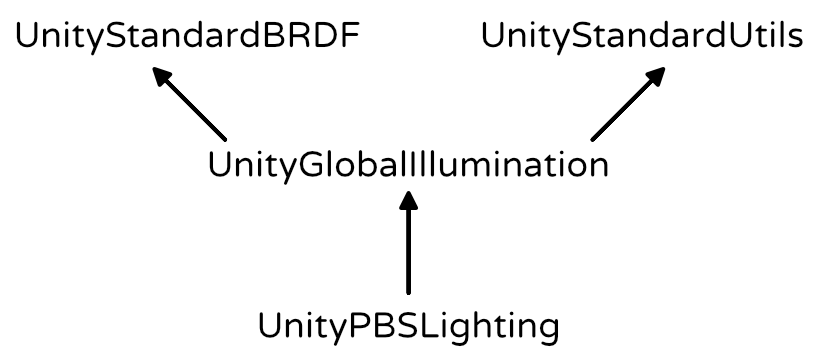 UnityStandardBRDF
UnityStandardUtils
UnityGlobalIllumination
UnityPBSLighting